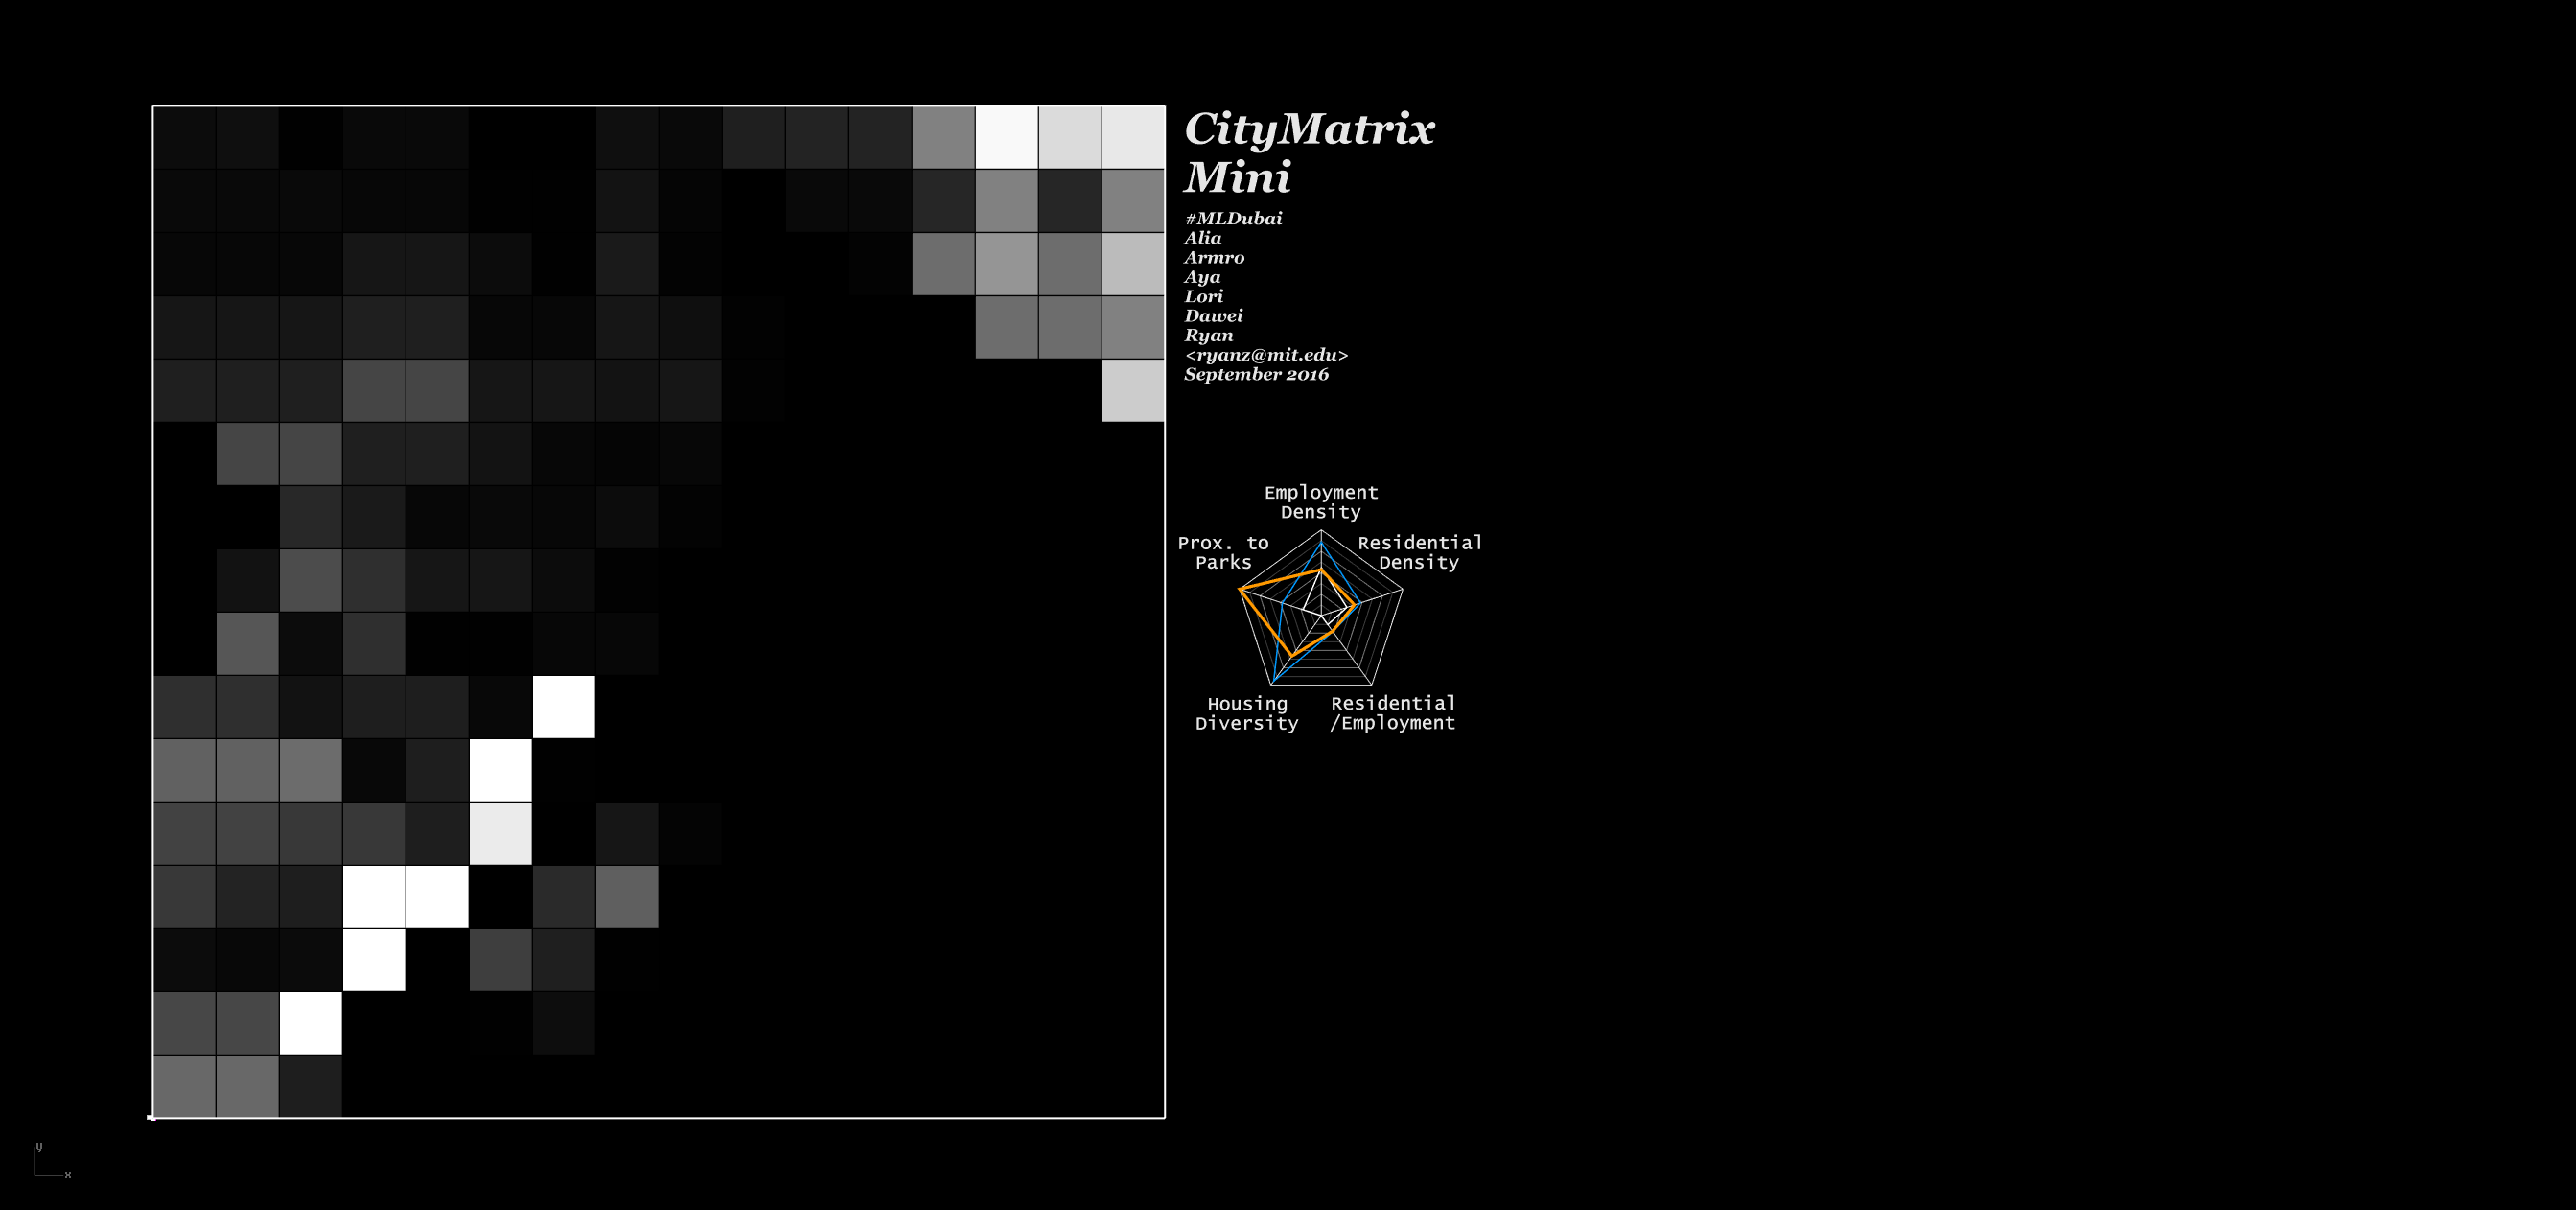 CityMatrix
Mini
#MLDubai
Alia
Armro
Aya
Lori
Dawei
Ryan
<ryanz@mit.edu>
September 2016
Employment
Density
Prox. to
Parks
Residential
Density
Housing
Diversity
Residential
/Employment
y
x